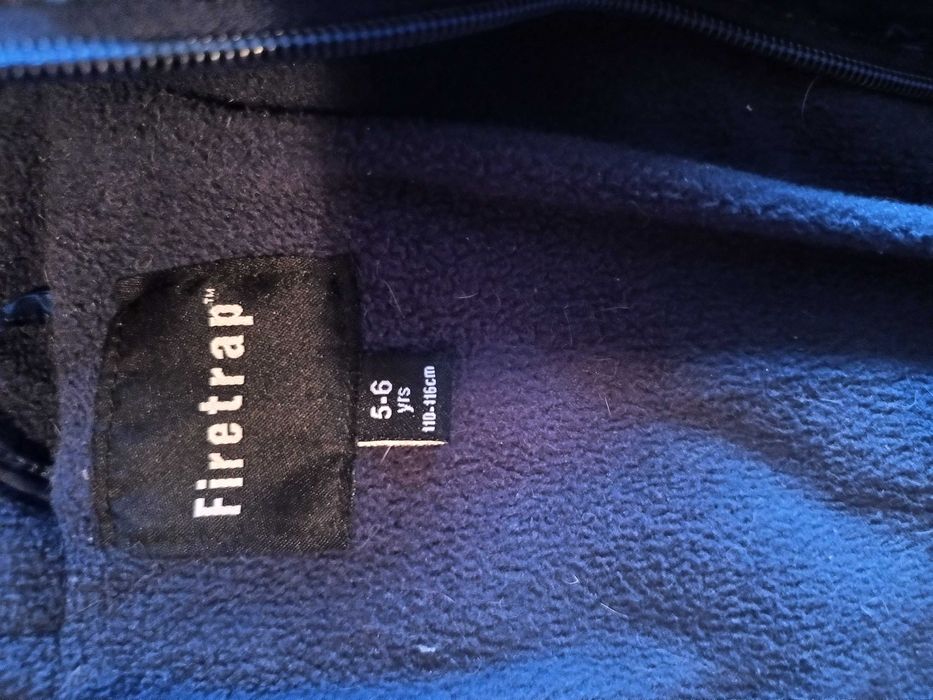 Firetrap™
5-6
yrs
110-116cm